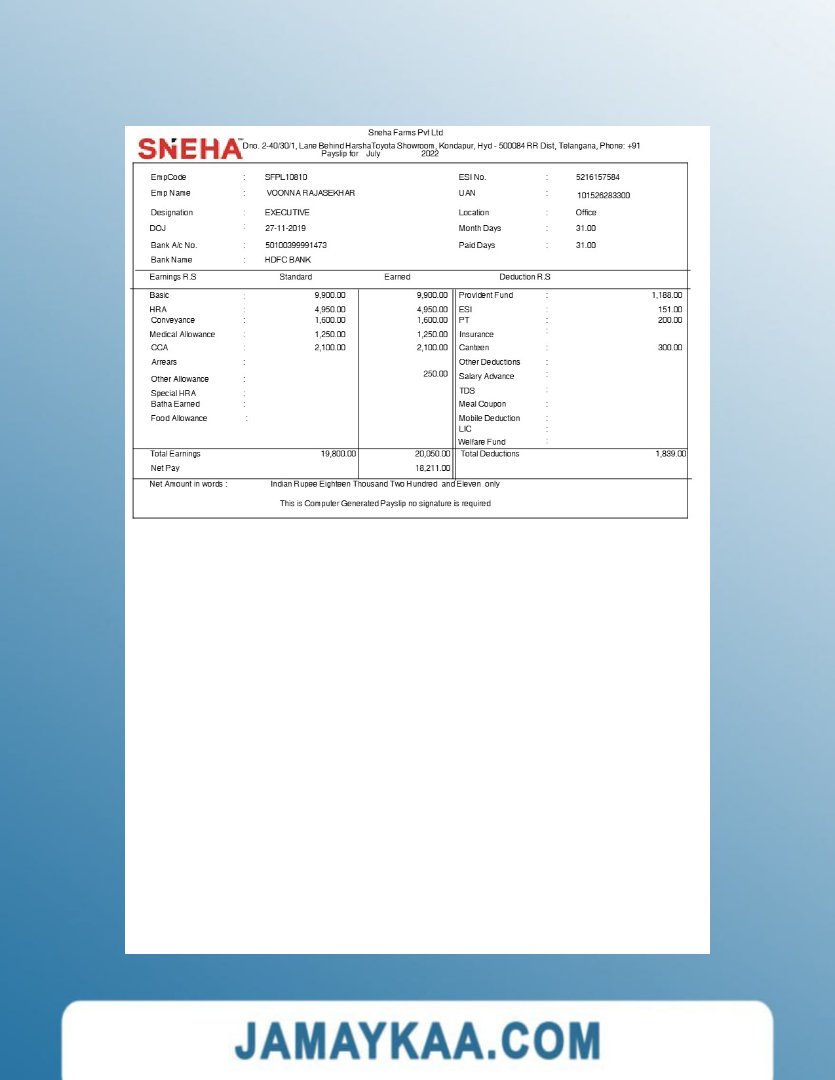 Sneha Farms Pvt Ltd
SNEHA Dno. 2-40/30/1, Lane Behind HarshaToyota Showroom, Kondapur, Hyd - 500084 RR Dist, Telangana, Phone: +91
Payslip for July 2022
EmpCode : SFPL10810 ESI No. : 5216157584
Emp Name : VOONNA RAJASEKHAR UAN : 101526283300
Designation : EXECUTIVE Location : Office
DOJ : 27-11-2019 Month Days : 31.00
Bank A/c No. : 50100399991473 Paid Days : 31.00
Bank Name : HDFC BANK
Earnings R.S Standard Earned Deduction R.S
Basic : 9,900.00 9,900.00 Provident Fund : 1,188.00
HRA : 4,950.00 4,950.00 ESI : 151.00
Conveyance : 1,600.00 1,600.00 PT : 200.00
Medical Allowance : 1,250.00 1,250.00 Insurance :
CCA : 2,100.00 2,100.00 Canteen : 300.00
Arrears : Other Deductions :
Other Allowance : 250.00 Salary Advance :
Special HRA : TDS :
Batha Earned : Meal Coupon :
Food Allowance : Mobile Deduction :
LIC :
Welfare Fund :
Total Earnings 19,800.00 20,050.00 Total Deductions 1,839.00
Net Pay 18,211.00
Net Amount in words : Indian Rupee Eighteen Thousand Two Hundred and Eleven only
This is Computer Generated Payslip no signature is required
JAMAYKAA.COM